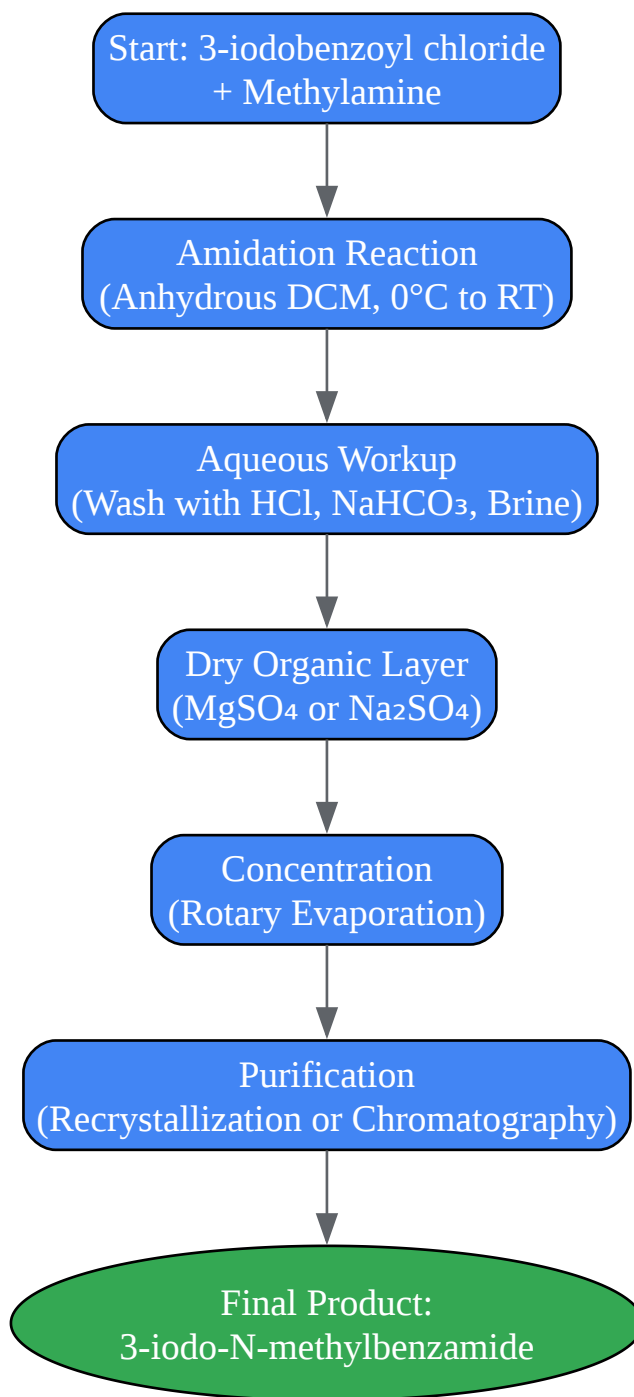 Start: 3-iodobenzoyl chloride
+ Methylamine
Amidation Reaction
(Anhydrous DCM, 0°C to RT)
Aqueous Workup
(Wash with HCl, NaHCO₃, Brine)
Dry Organic Layer
(MgSO₄ or Na₂SO₄)
Concentration
(Rotary Evaporation)
Purification
(Recrystallization or Chromatography)
Final Product:
3-iodo-N-methylbenzamide